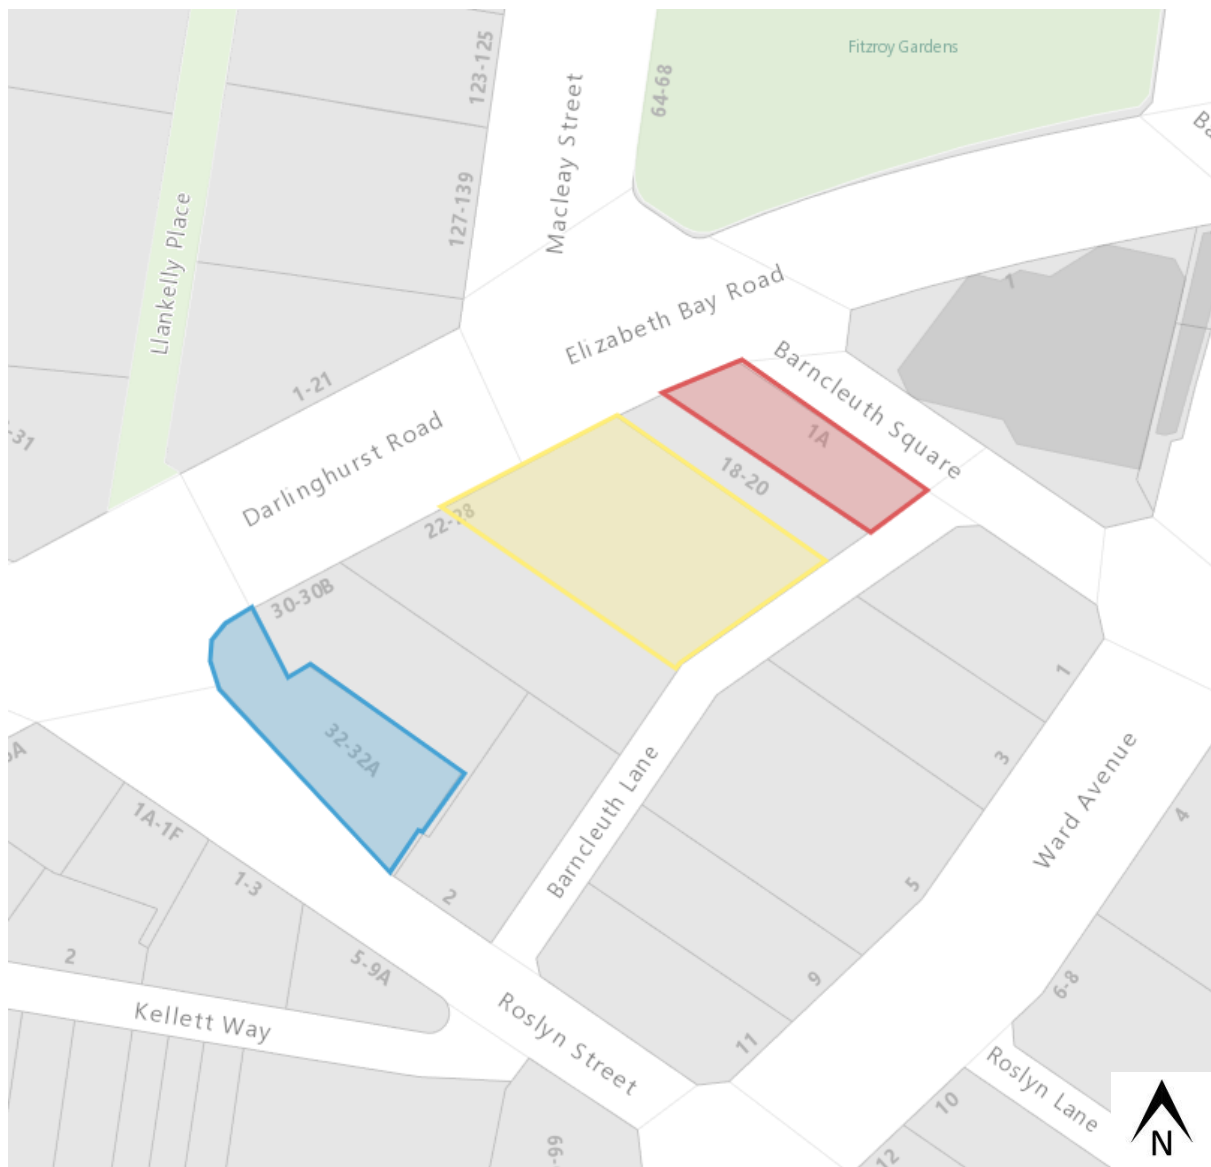 Fitzroy Gardens
123-125
64-68
Macleay Street
127-139
Llankelly Place
Elizabeth Bay Road
1
Barncleuth Square
1-21
-31
1A
18-20
Darlinghurst Road
22-28
30-30B
32-32A
1
3
Ward Avenue
4
5
Barncleuth Lane
1A-1F
1-3
2
2
5-9A
9
6-8
11
Kellett Way
Roslyn Street
Roslyn Lane
10
12
N